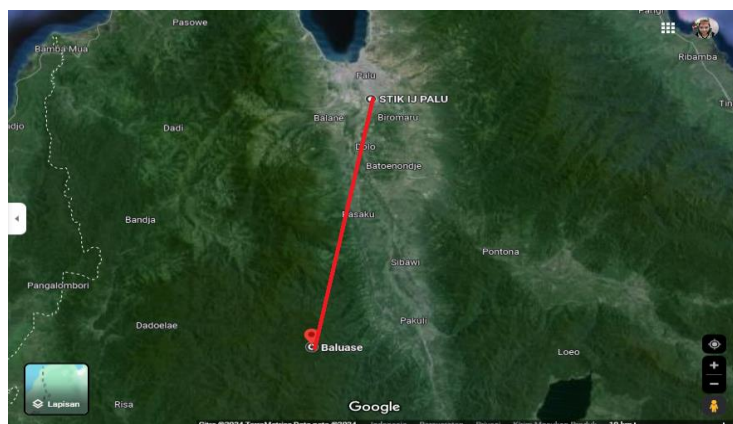 Pasowe
Bamba Mua
Ribamba
Palu
STIK IJ PALU
Balane
Biromaru
Dadi
Dolo
Batoenondje
Bandja
Pasaku
Pontona
Sibawi
Pangalombori
Dadoelae
Pakuli
Baluase
Loeo
Lapisan
Risa
Google